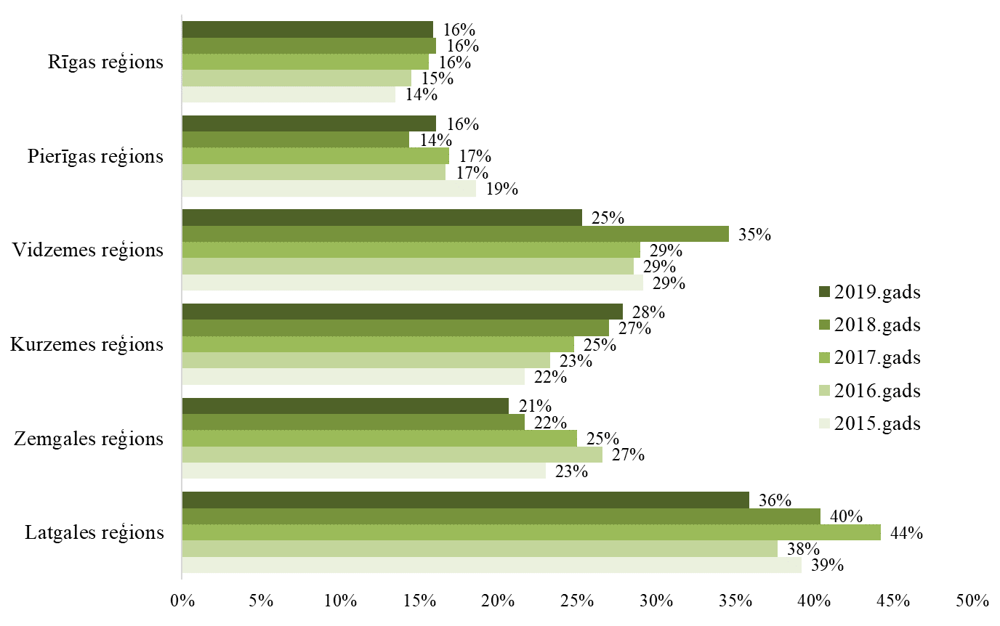 Rīgas reģions
16%
16%
16%
15%
14%
Pierīgas reģions
16%
14%
17%
17%
19%
Vidzemes reģions
25%
35%
29%
29%
29%
Kurzemes reģions
28%
27%
25%
23%
22%
Zemgales reģions
21%
22%
25%
27%
23%
Latgales reģions
36%
40%
44%
38%
39%
2019.gads
2018.gads
2017.gads
2016.gads
2015.gads
0% 5% 10% 15% 20% 25% 30% 35% 40% 45% 50%